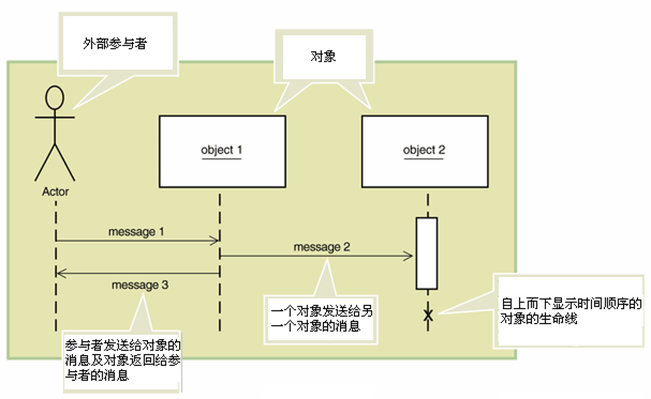 外部参与者
对象
object 1
object 2
Actor
message 1
message 2
message 3
一个对象发送给另
一个对象的消息
自上而下显示时间顺序的
对象的生命线
参与者发送给对象的
消息及对象返回给参
与者的消息